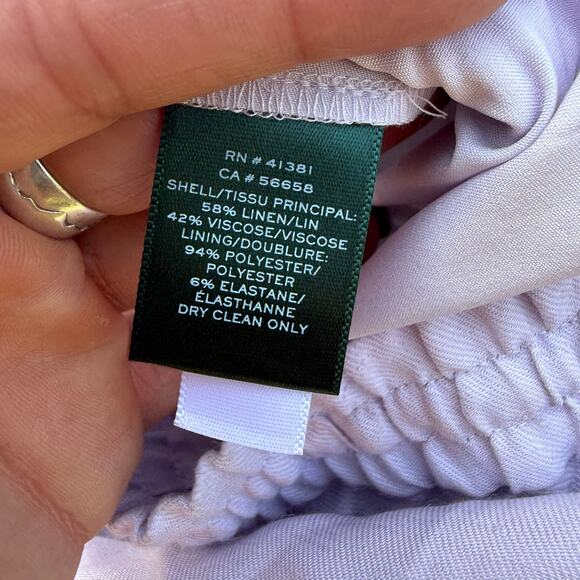 RN # 41381
CA # 56658
SHELL/TISSU PRINCIPAL:
58% LINEN/LIN
42% VISCOSE/VISCOSE
LINING/DOUBLURE:
94% POLYESTER/
POLYESTER
6% ELASTANE/
ÉLASTHANNE
DRY CLEAN ONLY